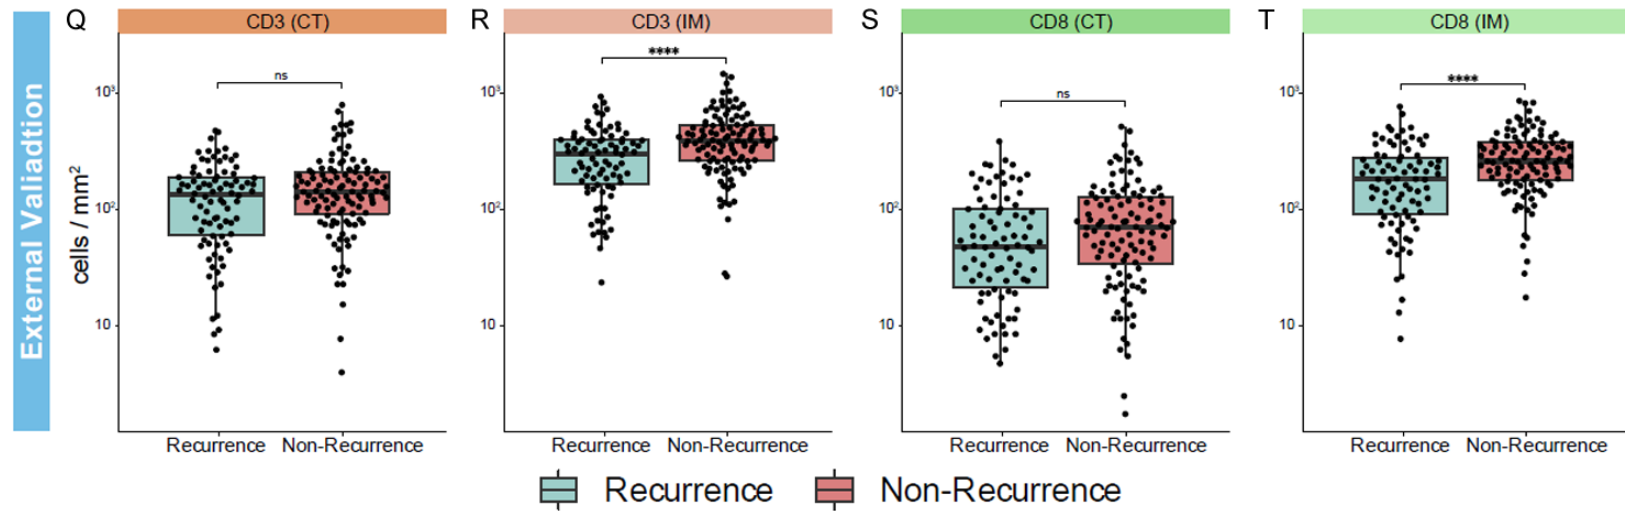 Q
CD3 (CT)
R
CD3 (IM)
S
CD8 (CT)
T
CD8 (IM)
External Valiadtion
cells / mm²
ns
10³
10²
10
Recurrence
Non-Recurrence
****
10³
10²
10
Recurrence
Non-Recurrence
ns
10³
10²
10
Recurrence
Non-Recurrence
****
10³
10²
10
Recurrence
Non-Recurrence
Recurrence
Non-Recurrence